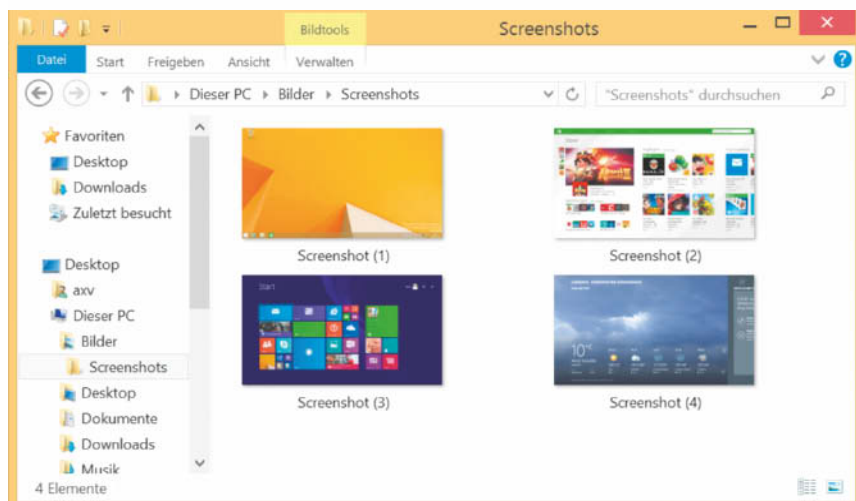 Bildtools
Screenshots
Datei Start Freigeben Ansicht Verwalten
Dieser PC Bilder Screenshots
"Screenshots" durchsuchen
Favoriten
Desktop
Downloads
Zuletzt besucht
Desktop
axv
Dieser PC
Bilder
Screenshots
Desktop
Dokumente
Downloads
Musik
Screenshot (1)
Screenshot (2)
Start
10°
Screenshot (3)
Screenshot (4)
4 Elemente